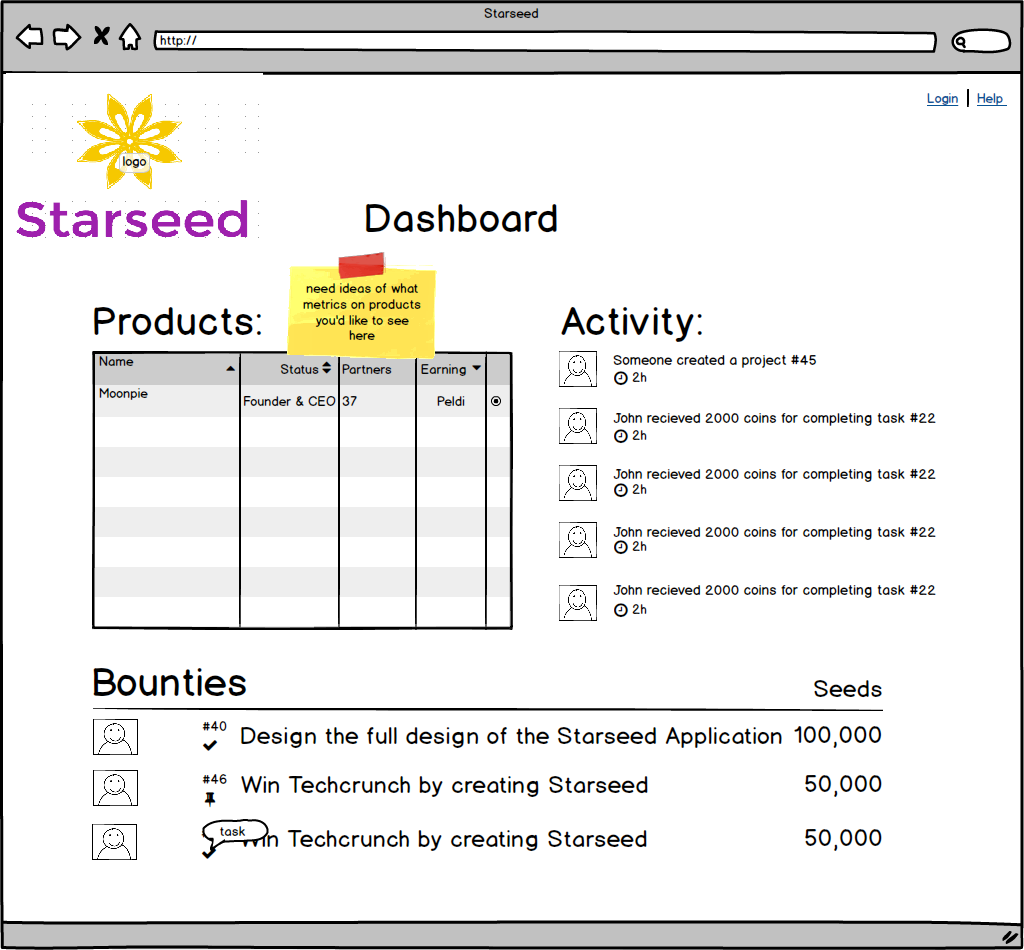 Starseed
http://
Login
Help
logo
Starseed
Dashboard
need ideas of what
metrics on products
you'd like to see
here
Products:
Name
Status
Partners
Earning
Moonpie
Founder & CEO
37
Peldi
Activity:
Someone created a project #45
2h
John recieved 2000 coins for completing task #22
2h
John recieved 2000 coins for completing task #22
2h
John recieved 2000 coins for completing task #22
2h
John recieved 2000 coins for completing task #22
2h
Bounties
Seeds
#40
Design the full design of the Starseed Application 100,000
#46
Win Techcrunch by creating Starseed 50,000
task
Win Techcrunch by creating Starseed 50,000